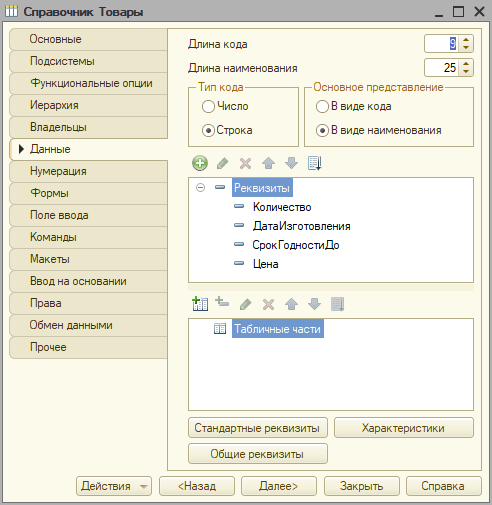 Справочник Товары
Основные
Подсистемы
Функциональные опции
Иерархия
Владельцы
Данные
Нумерация
Формы
Поле ввода
Команды
Макеты
Ввод на основании
Права
Обмен данными
Прочее
Длина кода 9
Длина наименования 25
Тип кода
Число
Строка
Основное представление
В виде кода
В виде наименования
Реквизиты
Количество
ДатаИзготовления
СрокГодностиДо
Цена
Табличные части
Стандартные реквизиты Характеристики
Общие реквизиты
Действия <Назад Далее> Закрыть Справка